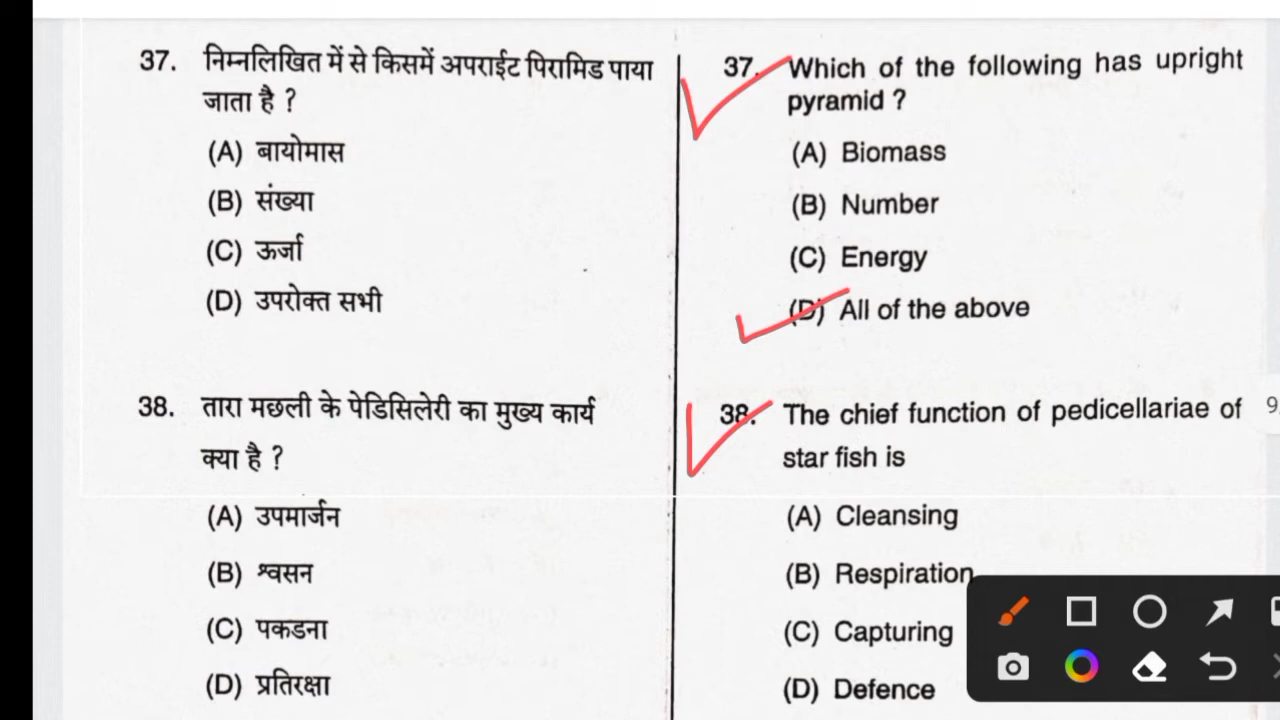 37. निम्नलिखित में से किसमें अपराईट पिरामिड पाया
जाता है ?
(A) बायोमास
(B) संख्या
(C) ऊर्जा
(D) उपरोक्त सभी
38. तारा मछली के पेडिसिलेरी का मुख्य कार्य
क्या है ?
(A) उपमार्जन
(B) श्वसन
(C) पकडना
(D) प्रतिरक्षा
37. Which of the following has upright
pyramid ?
(A) Biomass
(B) Number
(C) Energy
(D) All of the above
38. The chief function of pedicellariae of
star fish is
(A) Cleansing
(B) Respiration
(C) Capturing
(D) Defence
9